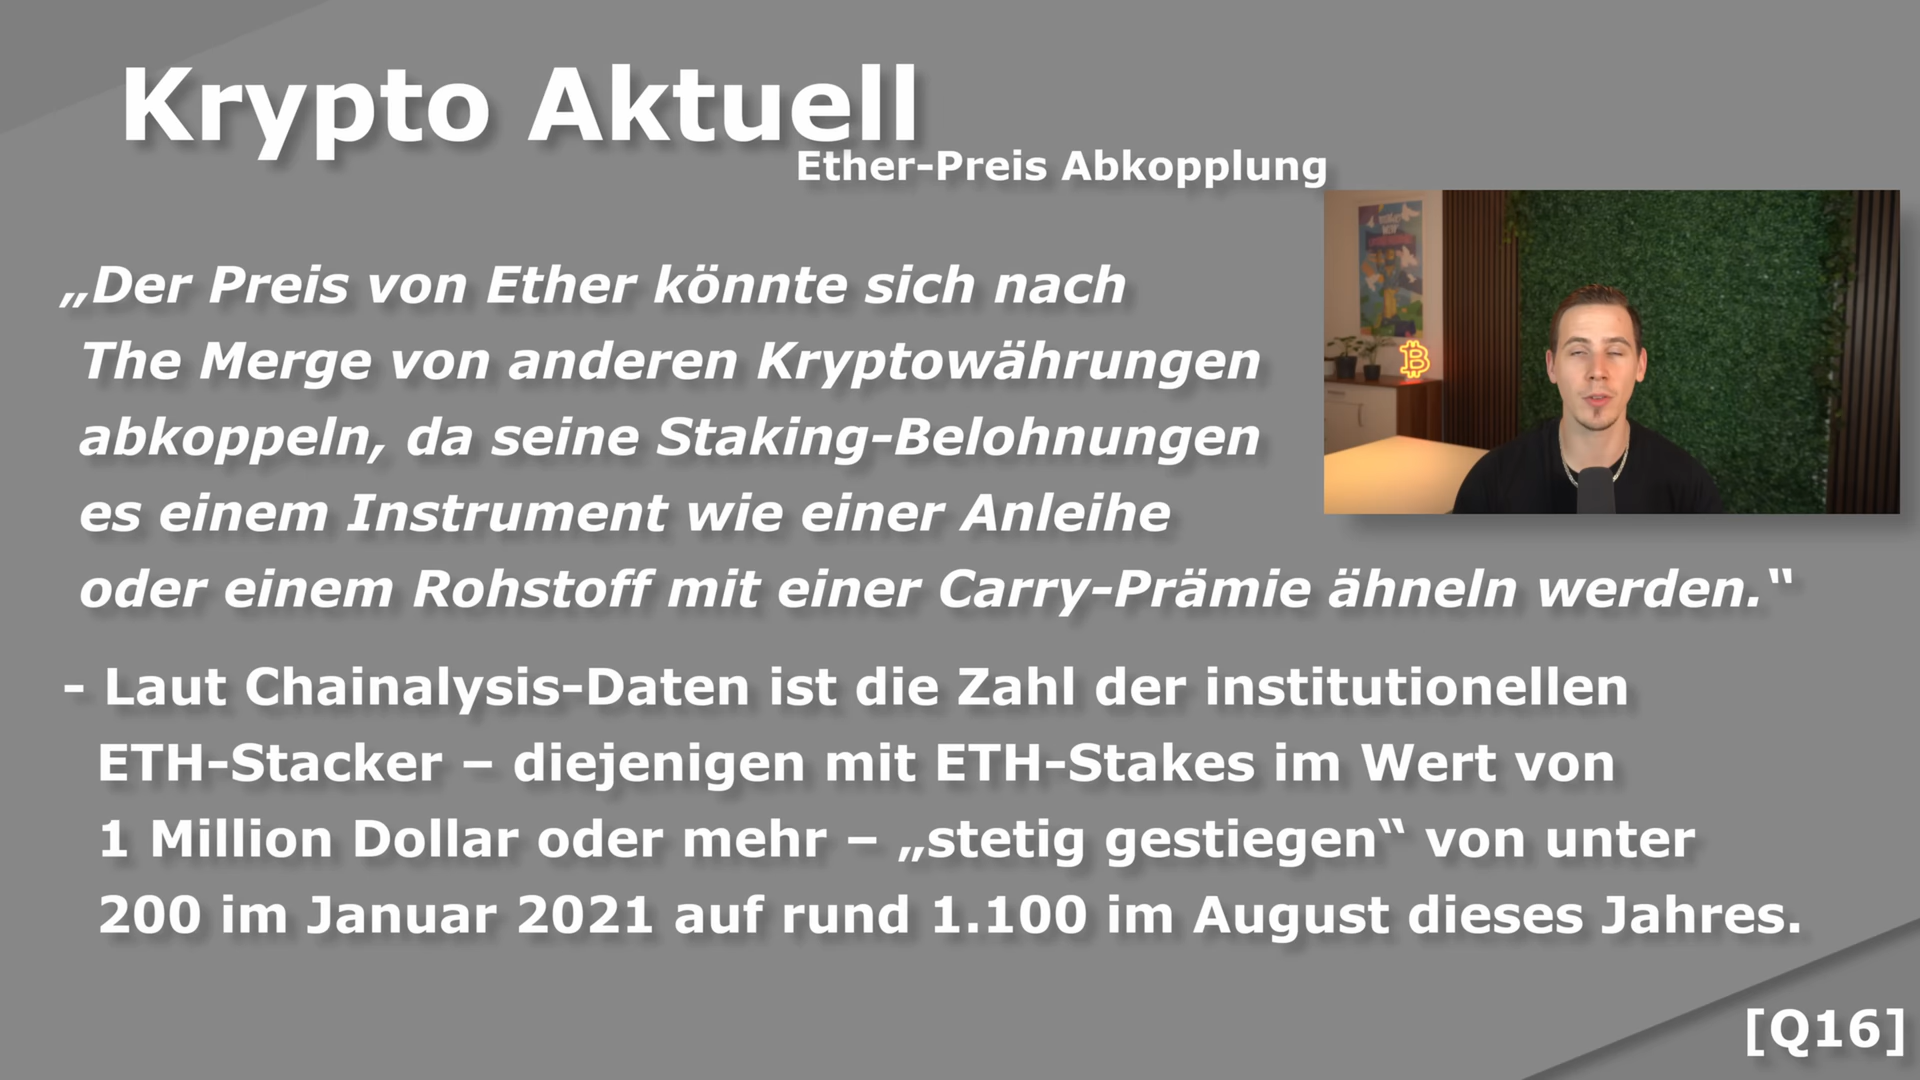 Krypto Aktuell
Ether-Preis Abkopplung
„Der Preis von Ether könnte sich nach
The Merge von anderen Kryptowährungen
abkoppeln, da seine Staking-Belohnungen
es einem Instrument wie einer Anleihe
oder einem Rohstoff mit einer Carry-Prämie ähneln werden.“
- Laut Chainalysis-Daten ist die Zahl der institutionellen
ETH-Stacker – diejenigen mit ETH-Stakes im Wert von
1 Million Dollar oder mehr – „stetig gestiegen“ von unter
200 im Januar 2021 auf rund 1.100 im August dieses Jahres.
[Q16]